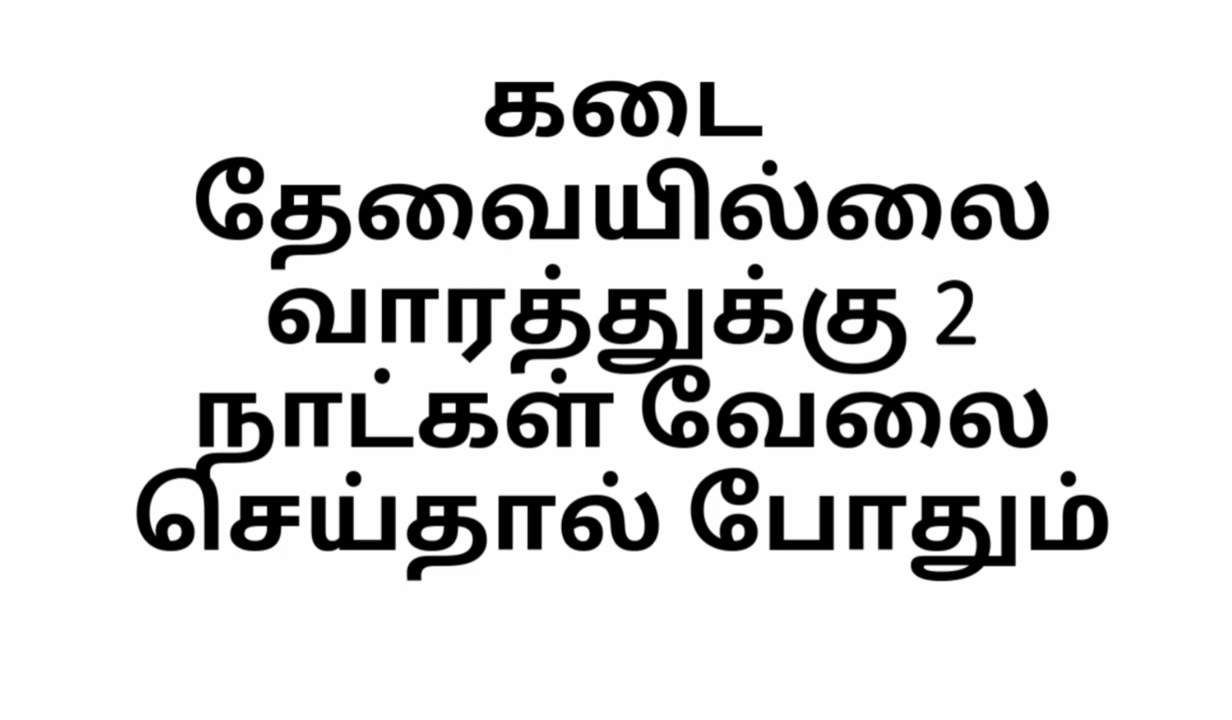 கடை
தேவையில்லை
வாரத்துக்கு 2
நாட்கள் வேலை
செய்தால் போதும்